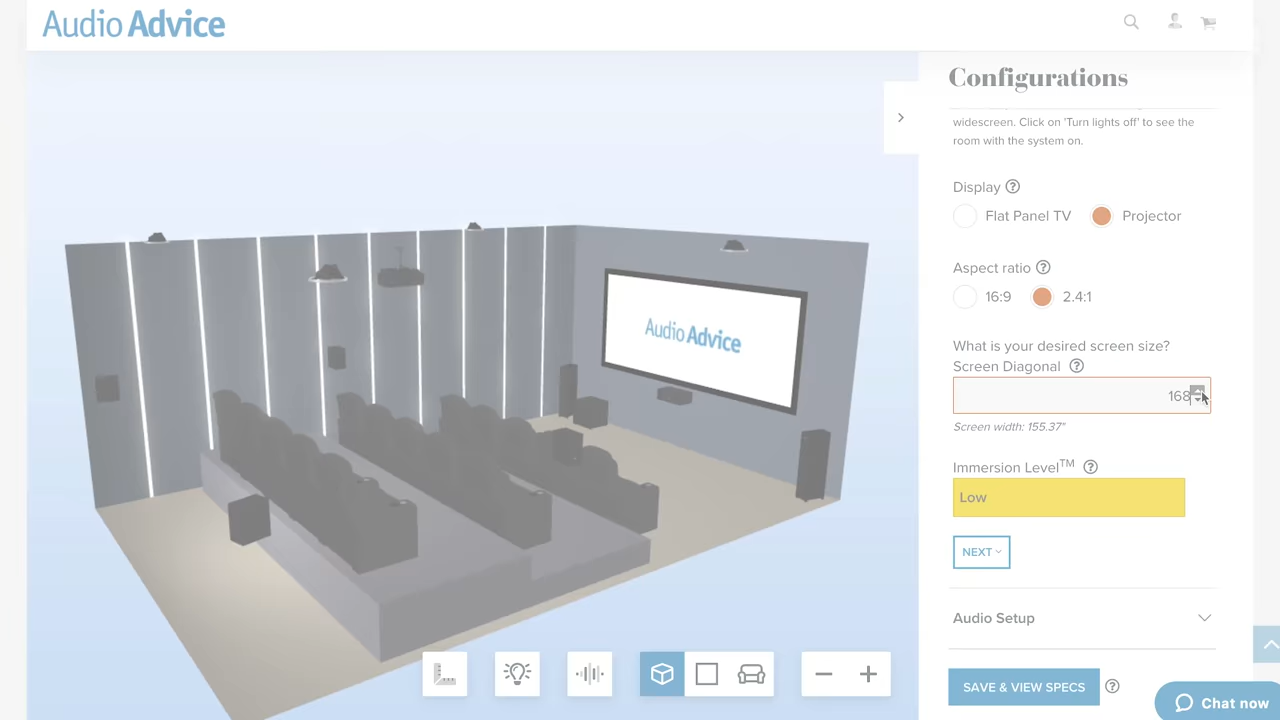 Audio Advice
Configurations
widescreen. Click on 'Turn lights off' to see the
room with the system on.
Display ?
Flat Panel TV
Projector
Aspect ratio ?
16:9
2.4:1
What is your desired screen size?
Screen Diagonal ?
168
Screen width: 155.37"
Immersion Level™ ?
Low
NEXT
Audio Setup
SAVE & VIEW SPECS ?
Chat now
Audio Advice